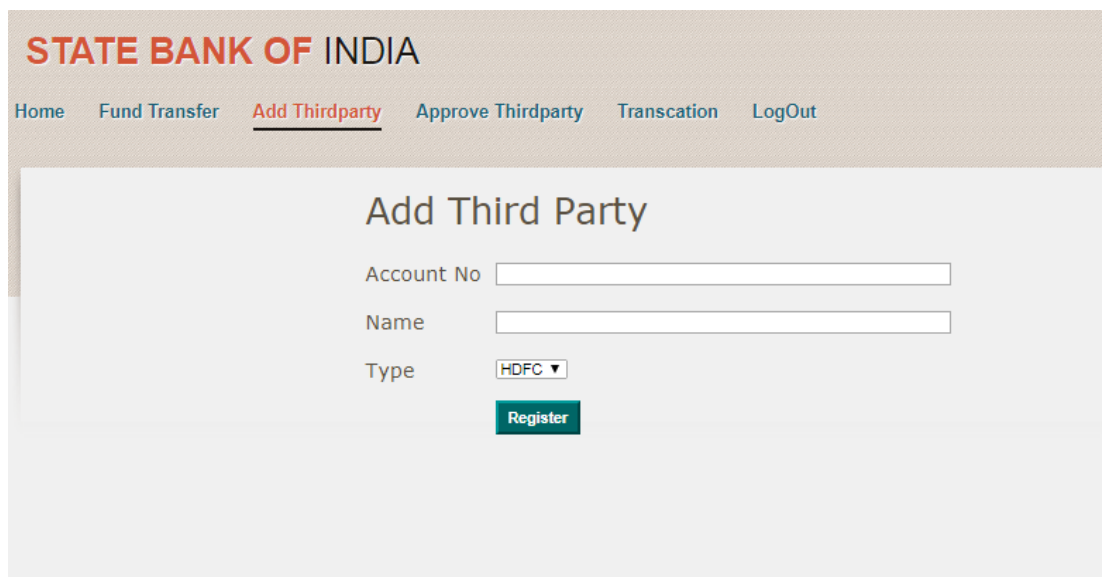 STATE BANK OF INDIA
Home Fund Transfer Add Thirdparty Approve Thirdparty Transcation LogOut
Add Third Party
Account No
Name
Type HDFC ▼
Register